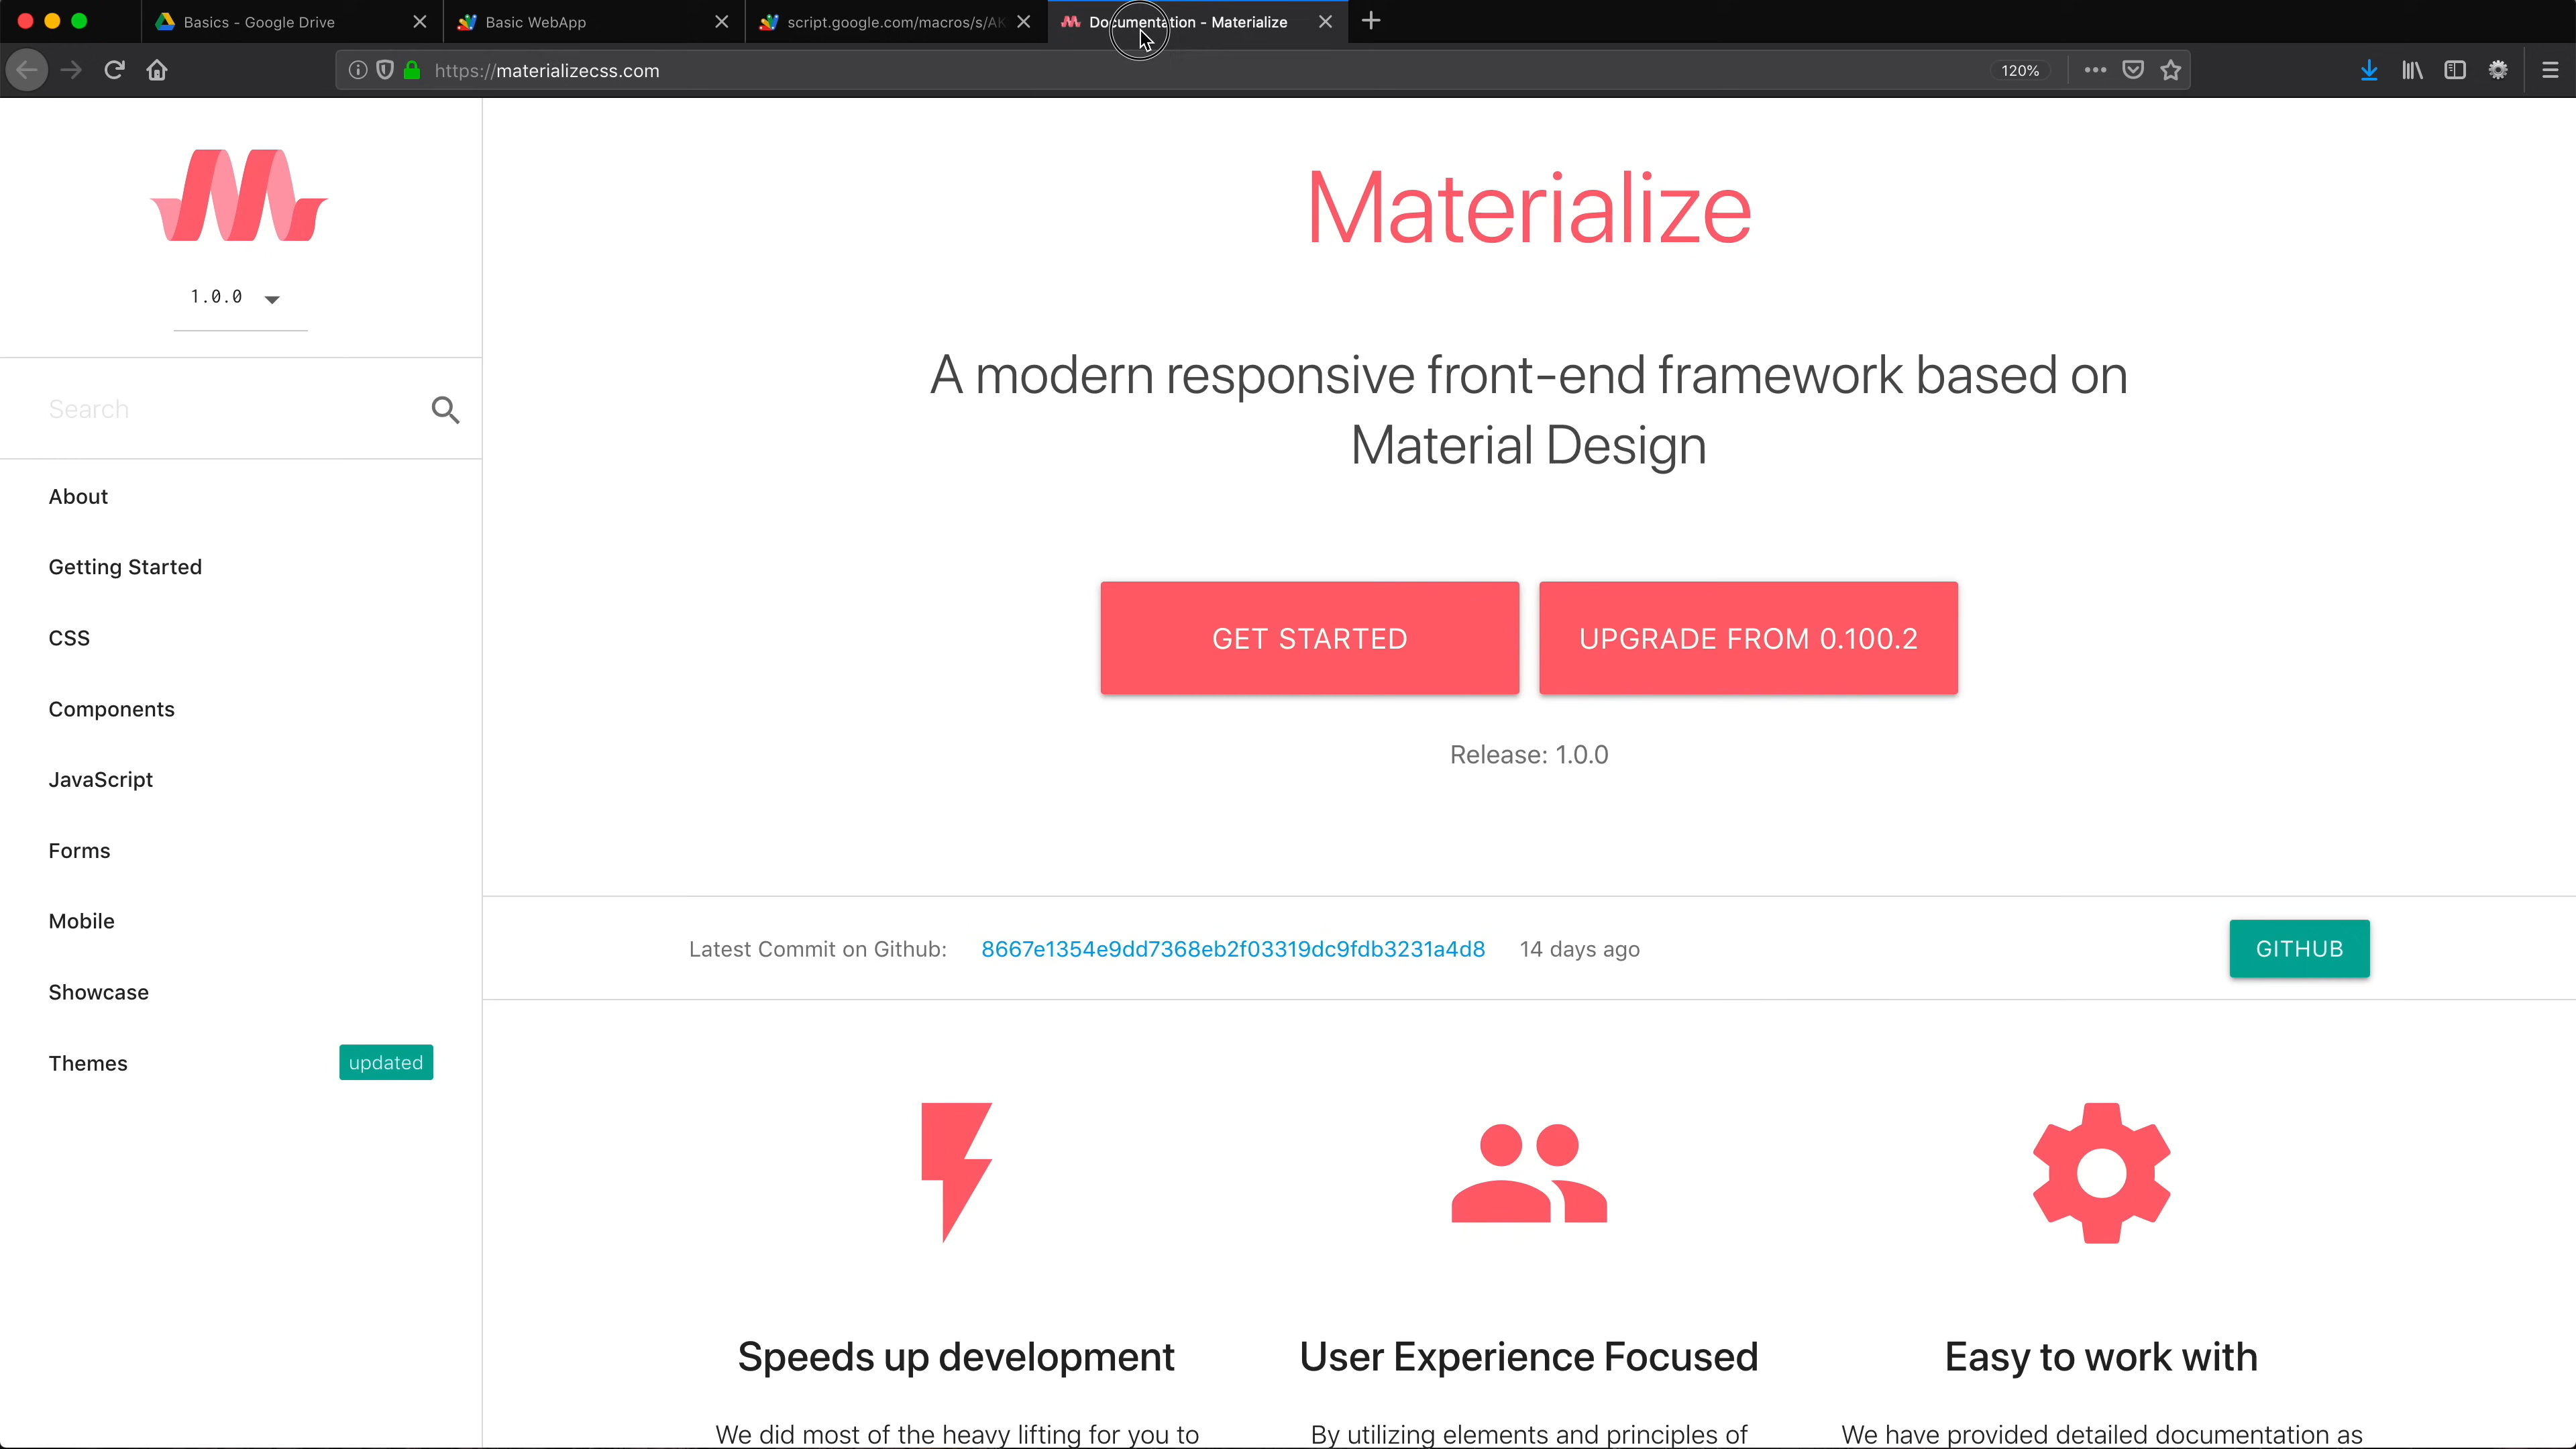 Basics - Google Drive
Basic WebApp
script.google.com/macros/s/AK
Documentation - Materialize
https://materializecss.com
120%
1.0.0
Search
About
Getting Started
CSS
Components
JavaScript
Forms
Mobile
Showcase
Themes
updated
Materialize
A modern responsive front-end framework based on
Material Design
GET STARTED
UPGRADE FROM 0.100.2
Release: 1.0.0
Latest Commit on Github: 8667e1354e9dd7368eb2f03319dc9fdb3231a4d8 14 days ago
GITHUB
Speeds up development
We did most of the heavy lifting for you to
User Experience Focused
By utilizing elements and principles of
Easy to work with
We have provided detailed documentation as